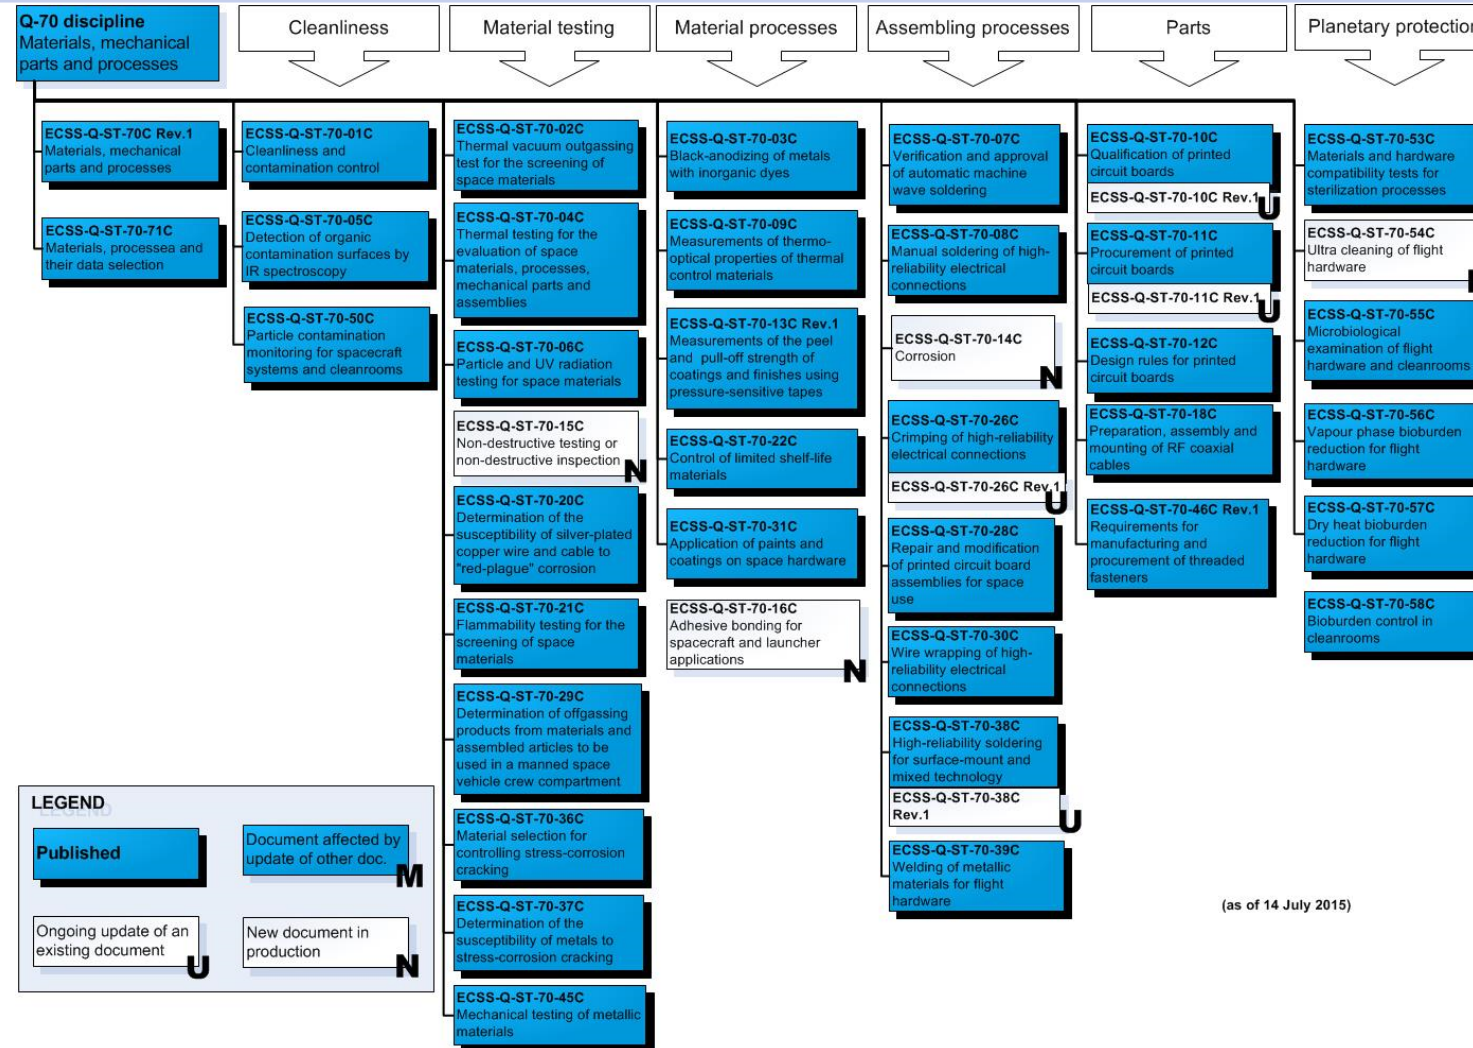 Q-70 discipline
Materials, mechanical
parts and processes
Cleanliness
Material testing
Material processes
Assembling processes
Parts
Planetary protection
ECSS-Q-ST-70C Rev.1
Materials, mechanical
parts and processes
ECSS-Q-ST-70-71C
Materials, processea and
their data selection
ECSS-Q-ST-70-01C
Cleanliness and
contamination control
ECSS-Q-ST-70-05C
Detection of organic
contamination surfaces by
IR spectroscopy
ECSS-Q-ST-70-50C
Particle contamination
monitoring for spacecraft
systems and cleanrooms
ECSS-Q-ST-70-02C
Thermal vacuum outgassing
test for the screening of
space materials
ECSS-Q-ST-70-04C
Thermal testing for the
evaluation of space
materials, processes,
mechanical parts and
assemblies
ECSS-Q-ST-70-06C
Particle and UV radiation
testing for space materials
ECSS-Q-ST-70-15C
Non-destructive testing or
non-destructive inspection
N
ECSS-Q-ST-70-20C
Determination of the
susceptibility of silver-plated
copper wire and cable to
"red-plague" corrosion
ECSS-Q-ST-70-21C
Flammability testing for the
screening of space
materials
ECSS-Q-ST-70-29C
Determination of offgassing
products from materials and
assembled articles to be
used in a manned space
vehicle crew compartment
ECSS-Q-ST-70-36C
Material selection for
controlling stress-corrosion
cracking
ECSS-Q-ST-70-37C
Determination of the
susceptibility of metals to
stress-corrosion cracking
ECSS-Q-ST-70-45C
Mechanical testing of metallic
materials
ECSS-Q-ST-70-03C
Black-anodizing of metals
with inorganic dyes
ECSS-Q-ST-70-09C
Measurements of thermo-
optical properties of thermal
control materials
ECSS-Q-ST-70-13C Rev.1
Measurements of the peel
and pull-off strength of
coatings and finishes using
pressure-sensitive tapes
ECSS-Q-ST-70-22C
Control of limited shelf-life
materials
ECSS-Q-ST-70-31C
Application of paints and
coatings on space hardware
ECSS-Q-ST-70-16C
Adhesive bonding for
spacecraft and launcher
applications
N
ECSS-Q-ST-70-07C
Verification and approval
of automatic machine
wave soldering
ECSS-Q-ST-70-08C
Manual soldering of high-
reliability electrical
connections
ECSS-Q-ST-70-14C
Corrosion
N
ECSS-Q-ST-70-26C
Crimping of high-reliability
electrical connections
ECSS-Q-ST-70-26C Rev.1
U
ECSS-Q-ST-70-28C
Repair and modification
of printed circuit board
assemblies for space
use
ECSS-Q-ST-70-30C
Wire wrapping of high-
reliability electrical
connections
ECSS-Q-ST-70-38C
High-reliability soldering
for surface-mount and
mixed technology
ECSS-Q-ST-70-38C
Rev.1
U
ECSS-Q-ST-70-39C
Welding of metallic
materials for flight
hardware
ECSS-Q-ST-70-10C
Qualification of printed
circuit boards
ECSS-Q-ST-70-10C Rev.1
U
ECSS-Q-ST-70-11C
Procurement of printed
circuit boards
ECSS-Q-ST-70-11C Rev.1
U
ECSS-Q-ST-70-12C
Design rules for printed
circuit boards
ECSS-Q-ST-70-18C
Preparation, assembly and
mounting of RF coaxial
cables
ECSS-Q-ST-70-46C Rev.1
Requirements for
manufacturing and
procurement of threaded
fasteners
ECSS-Q-ST-70-53C
Materials and hardware
compatibility tests for
sterilization processes
ECSS-Q-ST-70-54C
Ultra cleaning of flight
hardware
ECSS-Q-ST-70-55C
Microbiological
examination of flight
hardware and cleanrooms
ECSS-Q-ST-70-56C
Vapour phase bioburden
reduction for flight
hardware
ECSS-Q-ST-70-57C
Dry heat bioburden
reduction for flight
hardware
ECSS-Q-ST-70-58C
Bioburden control in
cleanrooms
LEGEND
Published
Document affected by
update of other doc.
M
Ongoing update of an
existing document
U
New document in
production
N
(as of 14 July 2015)